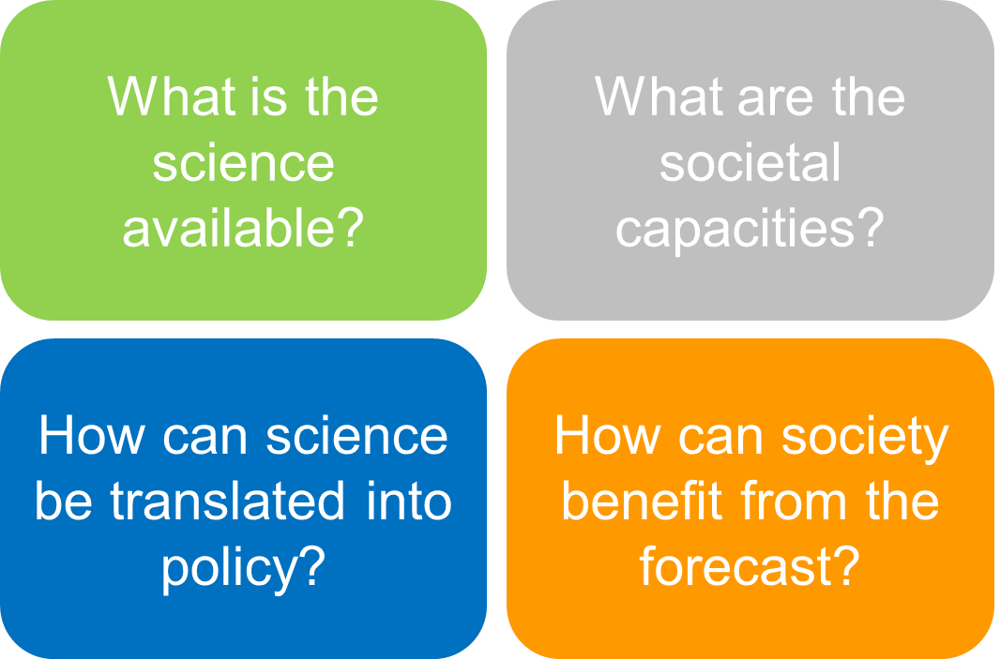 What is the
science
available?
What are the
societal
capacities?
How can science
be translated into
policy?
How can society
benefit from the
forecast?